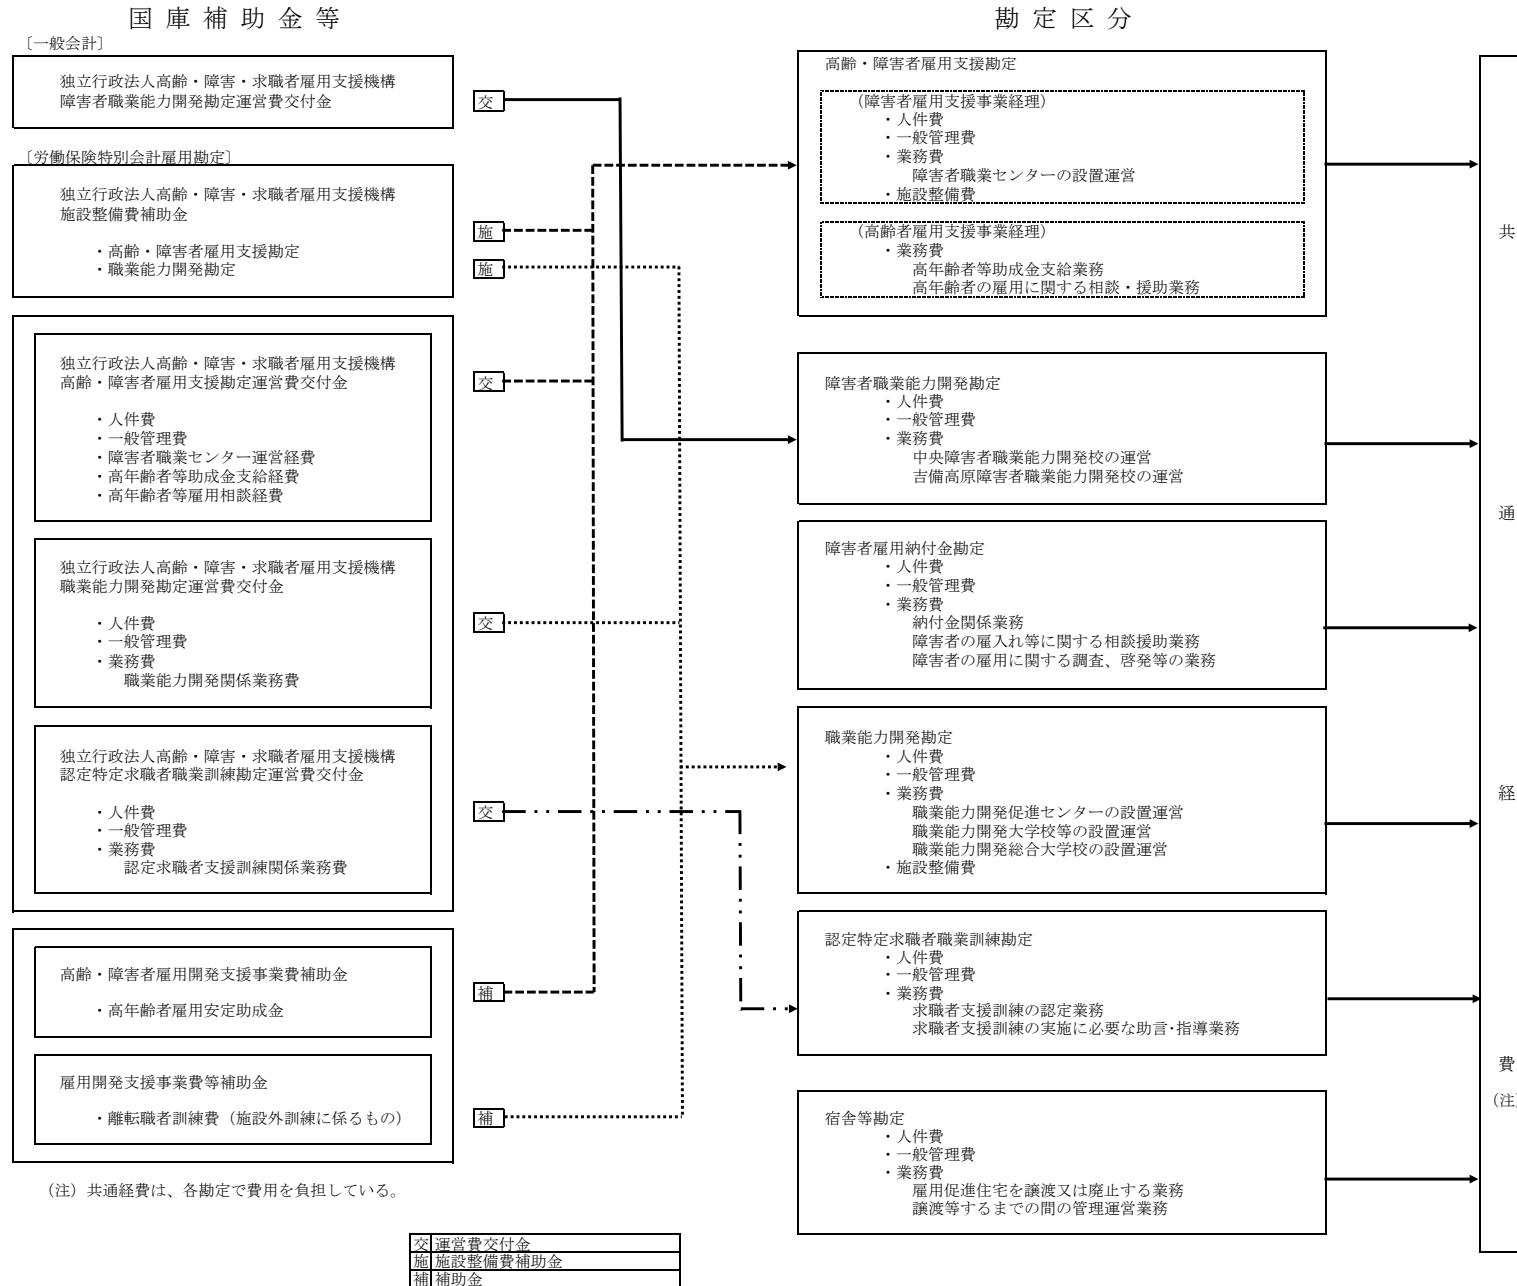 国庫補助金等
〔一般会計〕
独立行政法人高齢・障害・求職者雇用支援機構
障害者職業能力開発勘定運営費交付金
〔労働保険特別会計雇用勘定〕
独立行政法人高齢・障害・求職者雇用支援機構
施設整備費補助金
・高齢・障害者雇用支援勘定
・職業能力開発勘定
独立行政法人高齢・障害・求職者雇用支援機構
高齢・障害者雇用支援勘定運営費交付金
・人件費
・一般管理費
・障害者職業センター運営経費
・高年齢者等助成金支給経費
・高年齢者等雇用相談経費
独立行政法人高齢・障害・求職者雇用支援機構
職業能力開発勘定運営費交付金
・人件費
・一般管理費
・業務費
職業能力開発関係業務費
独立行政法人高齢・障害・求職者雇用支援機構
認定特定求職者職業訓練勘定運営費交付金
・人件費
・一般管理費
・業務費
認定求職者支援訓練関係業務費
高齢・障害者雇用開発支援事業費補助金
・高年齢者雇用安定助成金
雇用開発支援事業費等補助金
・離転職者訓練費（施設外訓練に係るもの）
（注）共通経費は、各勘定で費用を負担している。
交
施
施
交
交
交
補
補
交 運営費交付金
施 施設整備費補助金
補 補助金
勘定区分
高齢・障害者雇用支援勘定
（障害者雇用支援事業経理）
・人件費
・一般管理費
・業務費
障害者職業センターの設置運営
・施設整備費
（高齢者雇用支援事業経理）
・業務費
高年齢者等助成金支給業務
高年齢者の雇用に関する相談・援助業務
障害者職業能力開発勘定
・人件費
・一般管理費
・業務費
中央障害者職業能力開発校の運営
吉備高原障害者職業能力開発校の運営
障害者雇用納付金勘定
・人件費
・一般管理費
・業務費
納付金関係業務
障害者の雇入れ等に関する相談援助業務
障害者の雇用に関する調査、啓発等の業務
職業能力開発勘定
・人件費
・一般管理費
・業務費
職業能力開発促進センターの設置運営
職業能力開発大学校等の設置運営
職業能力開発総合大学校の設置運営
・施設整備費
認定特定求職者職業訓練勘定
・人件費
・一般管理費
・業務費
求職者支援訓練の認定業務
求職者支援訓練の実施に必要な助言･指導業務
宿舎等勘定
・人件費
・一般管理費
・業務費
雇用促進住宅を譲渡又は廃止する業務
譲渡等するまでの間の管理運営業務
共
通
経
費
（注）